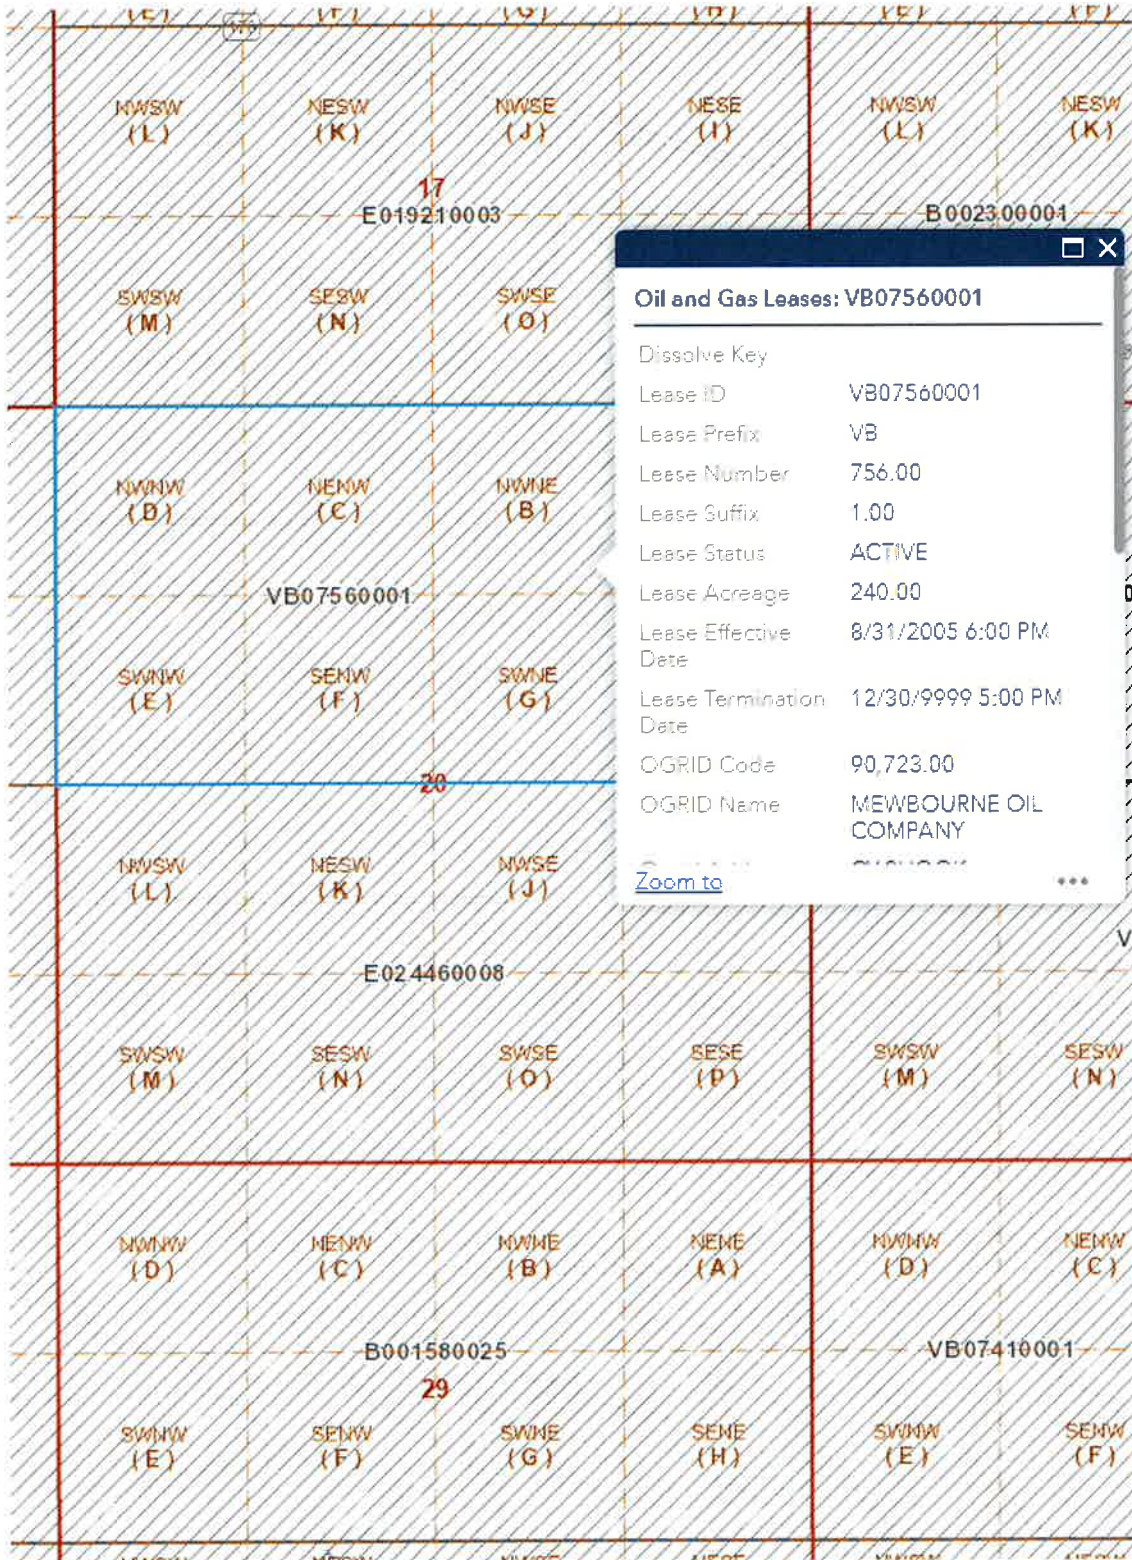 (E) (F) (G) (H) (E) (F)
NWSW NESW NWSE NESE NWSW NESW
(L) (K) (J) (I) (L) (K)
17
E019210003 B002300001
SWSW SESW SWSE
(M) (N) (O)
Oil and Gas Leases: VB07560001
Dissolve Key
Lease ID VB07560001
Lease Prefix VB
Lease Number 756.00
Lease Suffix 1.00
Lease Status ACTIVE
Lease Acreage 240.00
Lease Effective Date 8/31/2005 6:00 PM
Lease Termination Date 12/30/9999 5:00 PM
OGRID Code 90,723.00
OGRID Name MEWBOURNE OIL COMPANY
Zoom to
NWNW NENW NWNE
(D) (C) (B)
VB07560001
SWNW SENW SWNE
(E) (F) (G)
20
NWSW NESW NWSE
(L) (K) (J)
V
E024460008
SWSW SESW SWSE SESE SWSW SESW
(M) (N) (O) (P) (M) (N)
NWNW NENW NWNE NENE NWNW NENW
(D) (C) (B) (A) (D) (C)
B001580025 VB07410001
29
SWNW SENW SWNE SENE SWNW SENW
(E) (F) (G) (H) (E) (F)